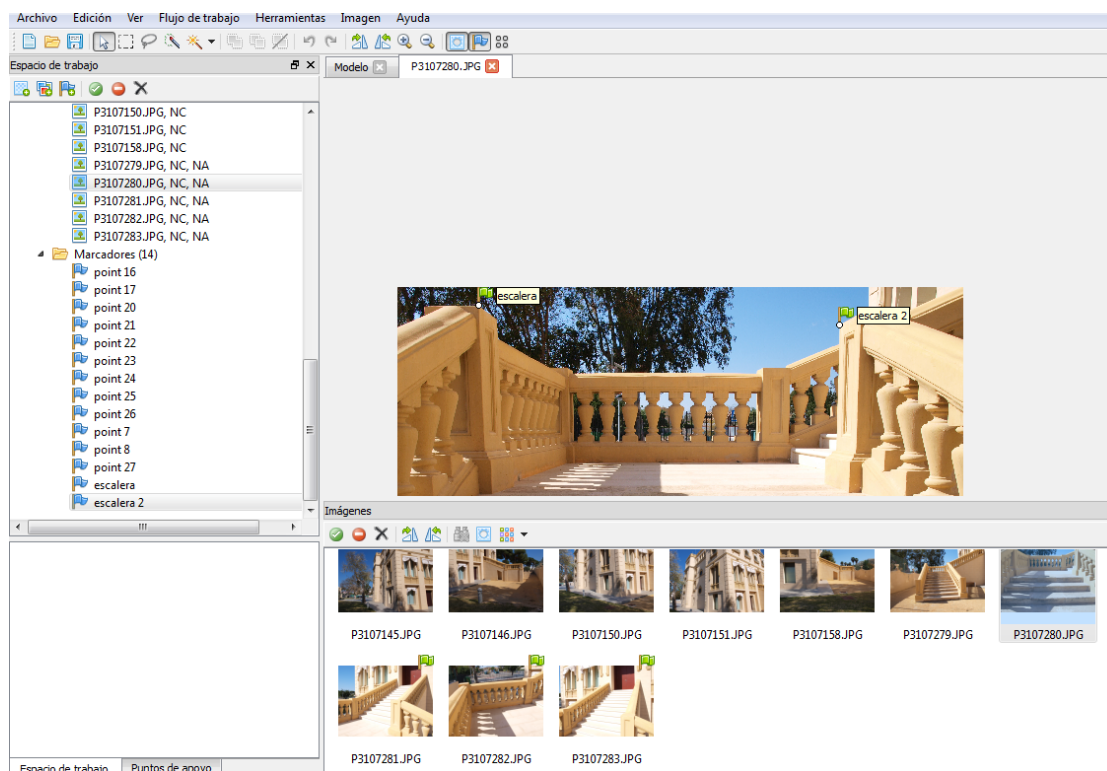 Archivo Edición Ver Flujo de trabajo Herramientas Imagen Ayuda
Espacio de trabajo
Modelo P3107280.JPG
P3107150.JPG, NC
P3107151.JPG, NC
P3107158.JPG, NC
P3107279.JPG, NC, NA
P3107280.JPG, NC, NA
P3107281.JPG, NC, NA
P3107282.JPG, NC, NA
P3107283.JPG, NC, NA
Marcadores (14)
point 16
point 17
point 20
point 21
point 22
point 23
point 24
point 25
point 26
point 7
point 8
point 27
escalera
escalera 2
escalera
escalera 2
Imágenes
P3107145.JPG P3107146.JPG P3107150.JPG P3107151.JPG P3107158.JPG P3107279.JPG P3107280.JPG
P3107281.JPG P3107282.JPG P3107283.JPG
Espacio de trabajo Puntos de apoyo